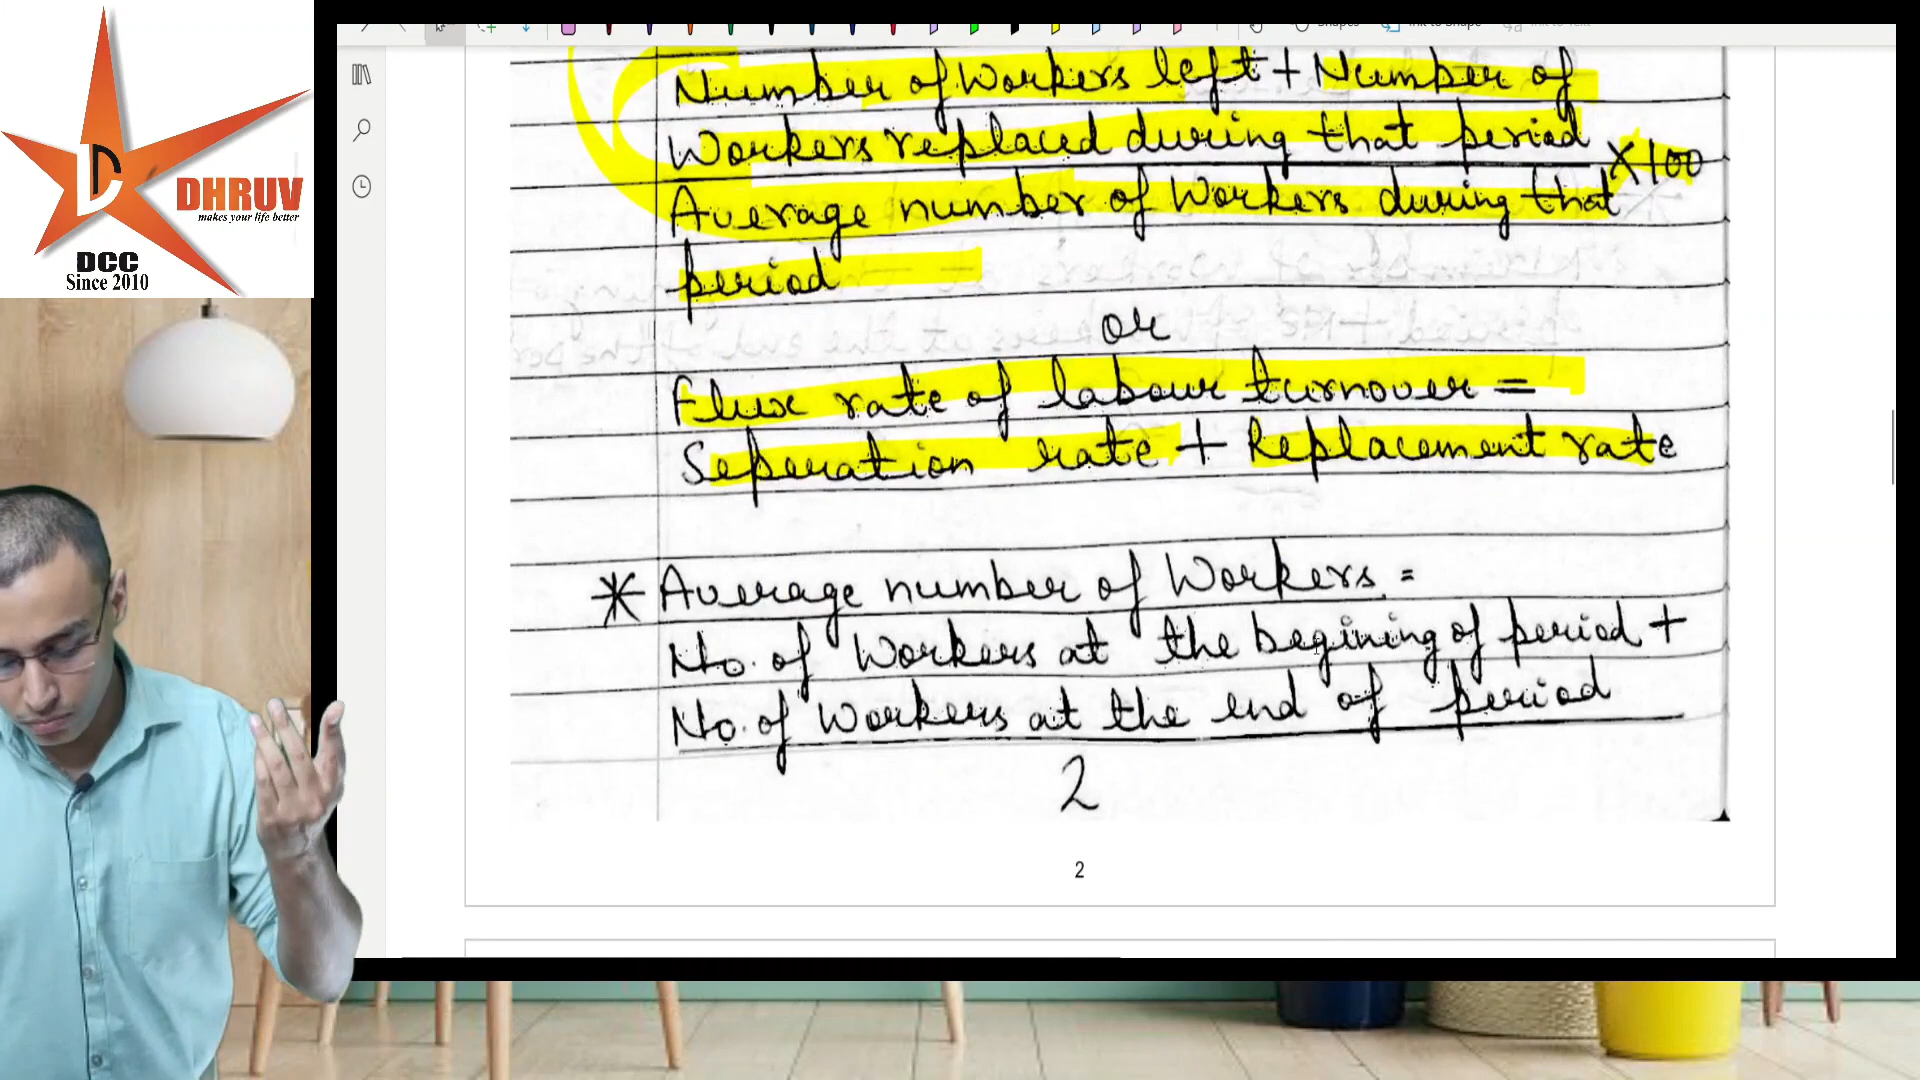 DC
DHRUV
makes your life better
DCC
Since 2010
Number of Workers left + Number of
Workers replaced during that period
X100
Average number of Workers during that
period
or
Flux rate of labour turnover =
Seperation rate + Replacement rate
* Average number of Workers =
No. of Workers at the begining of period +
No. of Workers at the end of period
2
2